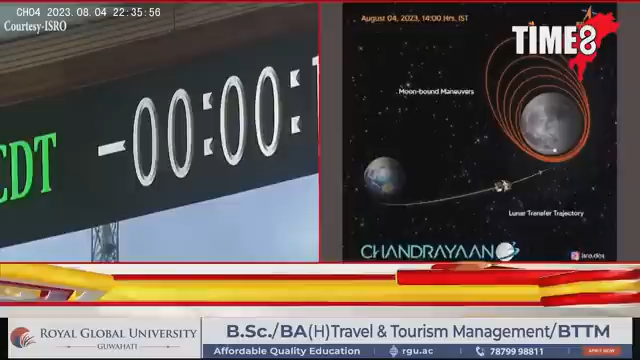 CH04 2023. 08. 04 22:35:56
Courtesy-ISRO
CDT -00:00:
August 04, 2023, 14:00 Hrs, IST
TIME8
Moon-bound Maneuvers
Lunar Transfer Trajectory
CHANDRAYAAN
isro.dos
ROYAL GLOBAL UNIVERSITY
GUWAHATI
B.Sc./BA(H)Travel & Tourism Management/BTTM
Affordable Quality Education
rgu.ac
78799 98811
APPLY NOW